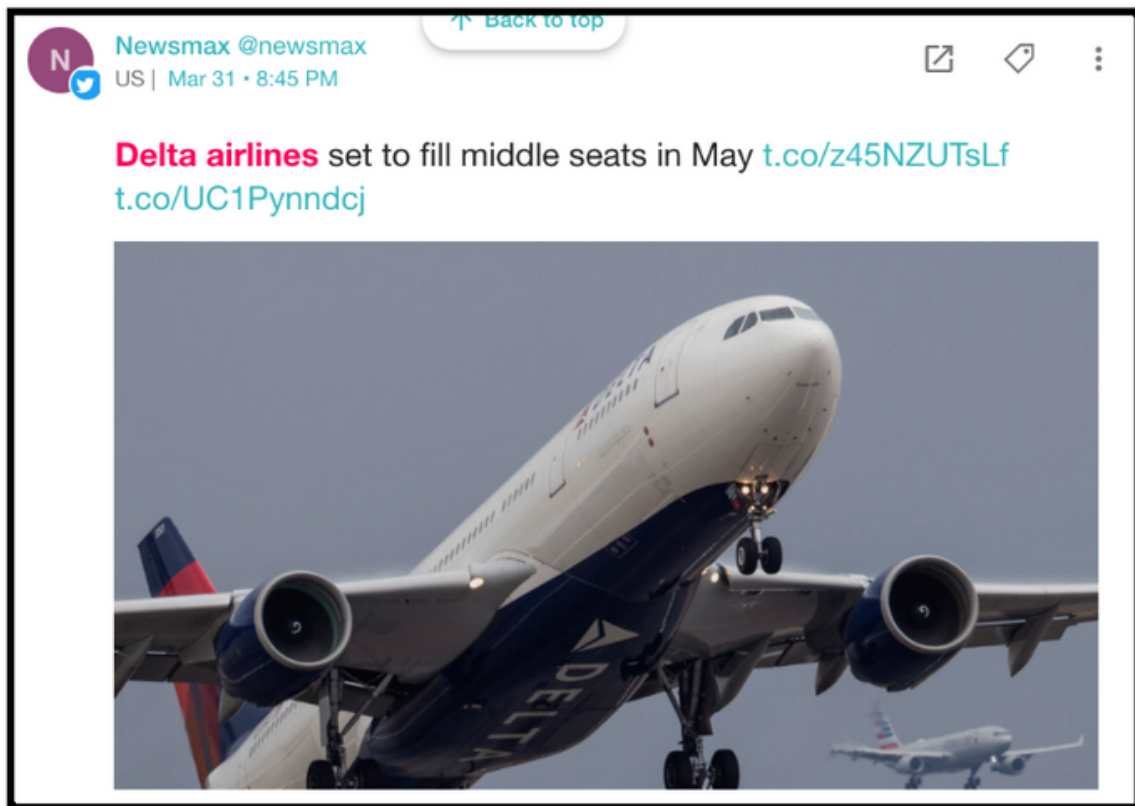 ↑ Back to top
N
Newsmax @newsmax
US | Mar 31 • 8:45 PM
Delta airlines set to fill middle seats in May t.co/z45NZUTsLf
t.co/UC1Pynndcj
DELTA
DELTA